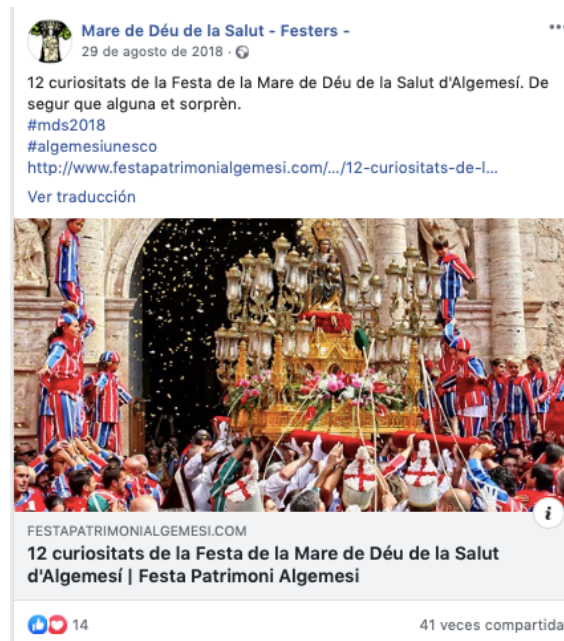 Mare de Déu de la Salut - Festers -
29 de agosto de 2018 ·
12 curiositats de la Festa de la Mare de Déu de la Salut d'Algemesí. De
segur que alguna et sorprèn.
#mds2018
#algemesiunesco
http://www.festapatrimonialgemesi.com/.../12-curiositats-de-l...
Ver traducción
FESTAPATRIMONIALGEMESI.COM
12 curiositats de la Festa de la Mare de Déu de la Salut
d'Algemesí | Festa Patrimoni Algemesi
14
41 veces compartida